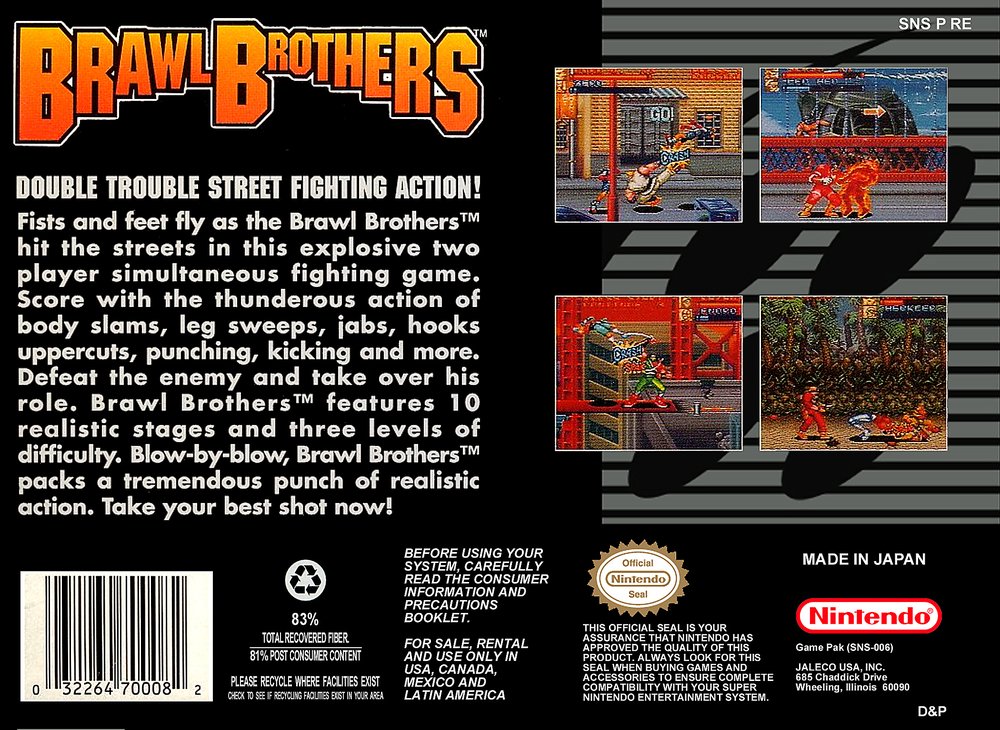 SNS P RE
BRAWL BROTHERS™
DOUBLE TROUBLE STREET FIGHTING ACTION!
Fists and feet fly as the Brawl Brothers™
hit the streets in this explosive two
player simultaneous fighting game.
Score with the thunderous action of
body slams, leg sweeps, jabs, hooks
uppercuts, punching, kicking and more.
Defeat the enemy and take over his
role. Brawl Brothers™ features 10
realistic stages and three levels of
difficulty. Blow-by-blow, Brawl Brothers™
packs a tremendous punch of realistic
action. Take your best shot now!
GO!
CRASH
CRASH
0 32264 70008 2
83%
TOTAL RECOVERED FIBER.
81% POST CONSUMER CONTENT
PLEASE RECYCLE WHERE FACILITIES EXIST
CHECK TO SEE IF RECYCLING FACILITIES EXIST IN YOUR AREA
BEFORE USING YOUR
SYSTEM, CAREFULLY
READ THE CONSUMER
INFORMATION AND
PRECAUTIONS
BOOKLET.
FOR SALE, RENTAL
AND USE ONLY IN
USA, CANADA,
MEXICO AND
LATIN AMERICA
Official
Nintendo
Seal
THIS OFFICIAL SEAL IS YOUR
ASSURANCE THAT NINTENDO HAS
APPROVED THE QUALITY OF THIS
PRODUCT. ALWAYS LOOK FOR THIS
SEAL WHEN BUYING GAMES AND
ACCESSORIES TO ENSURE COMPLETE
COMPATIBILITY WITH YOUR SUPER
NINTENDO ENTERTAINMENT SYSTEM.
MADE IN JAPAN
Nintendo®
Game Pak (SNS-006)
JALECO USA, INC.
685 Chaddick Drive
Wheeling, Illinois 60090
D&P